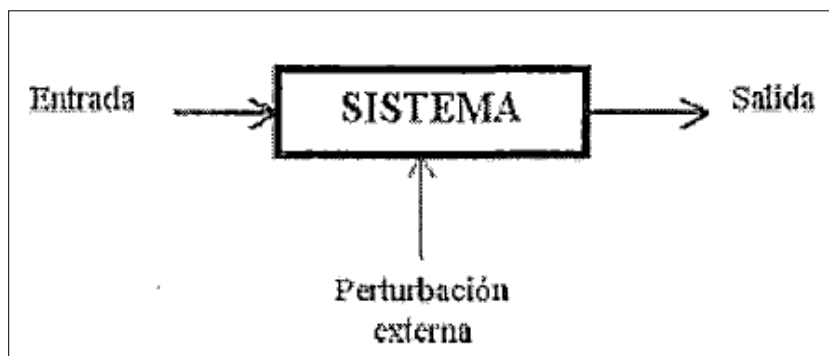 Entrada
SISTEMA
Salida
Perturbación
externa